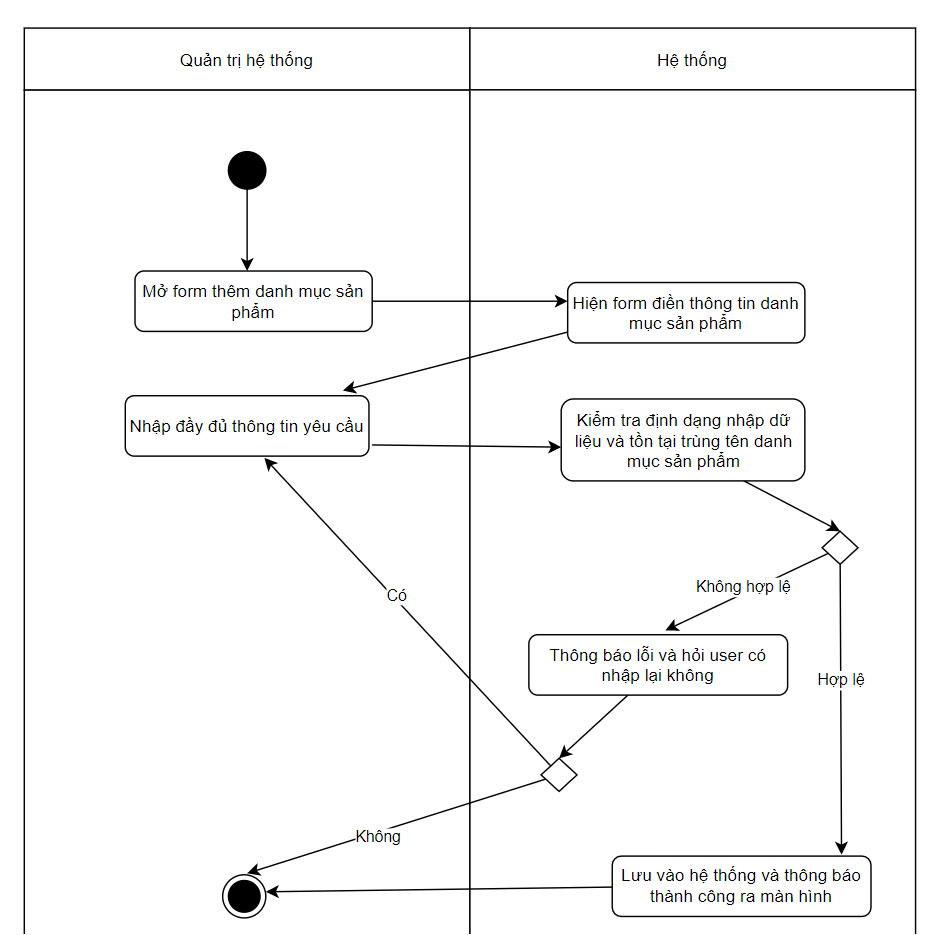 Quản trị hệ thống
Hệ thống
Mở form thêm danh mục sản
phẩm
Hiện form điền thông tin danh
mục sản phẩm
Nhập đầy đủ thông tin yêu cầu
Kiểm tra định dạng nhập dữ
liệu và tồn tại trùng tên danh
mục sản phẩm
Không hợp lệ
Có
Thông báo lỗi và hỏi user có
nhập lại không
Hợp lệ
Không
Lưu vào hệ thống và thông báo
thành công ra màn hình